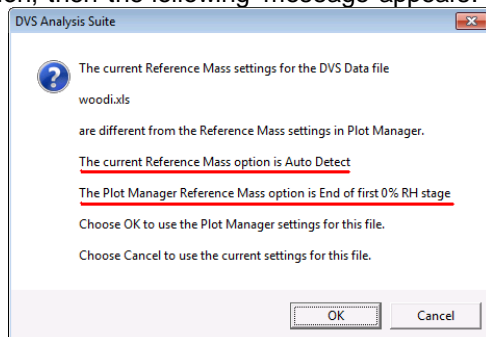 then the following message appears:
DVS Analysis Suite
The current Reference Mass settings for the DVS Data file
woodi.xls
are different from the Reference Mass settings in Plot Manager.
The current Reference Mass option is Auto Detect
The Plot Manager Reference Mass option is End of first 0% RH stage
Choose OK to use the Plot Manager settings for this file.
Choose Cancel to use the current settings for this file.
OK Cancel